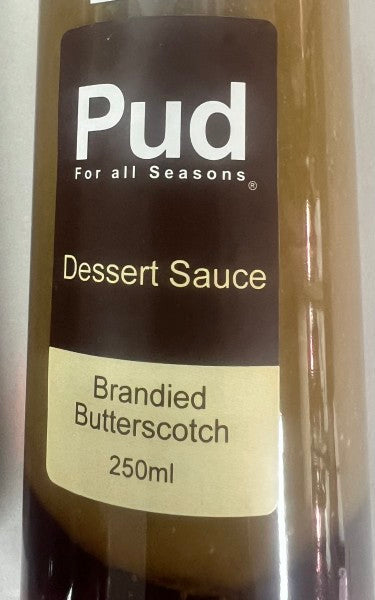 Pud
For all Seasons®
Dessert Sauce
Brandied
Butterscotch
250ml